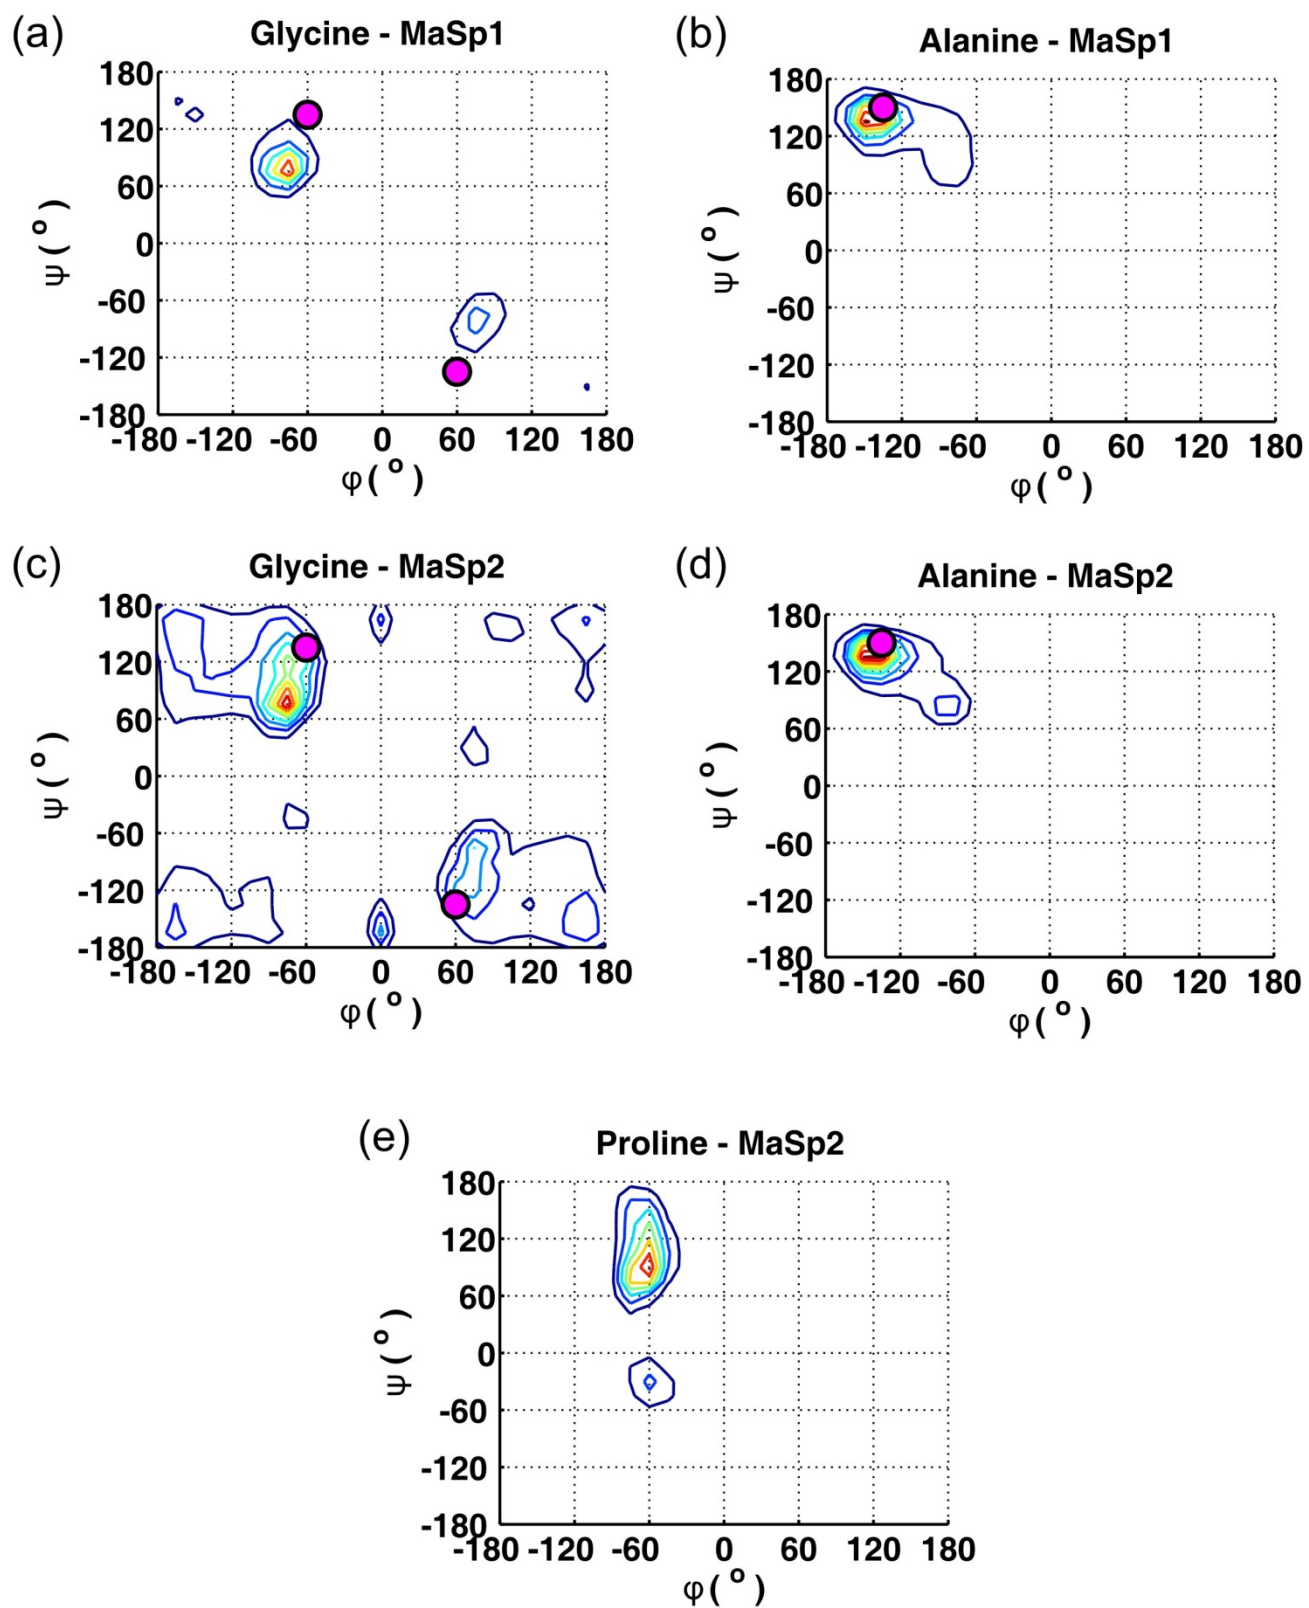 (a)
Glycine - MaSp1
180
120
60
0
-60
-120
-180
ψ (°)
-180 -120 -60 0 60 120 180
φ (°)
(b)
Alanine - MaSp1
180
120
60
0
-60
-120
-180
ψ (°)
-180 -120 -60 0 60 120 180
φ (°)
(c)
Glycine - MaSp2
180
120
60
0
-60
-120
-180
ψ (°)
-180 -120 -60 0 60 120 180
φ (°)
(d)
Alanine - MaSp2
180
120
60
0
-60
-120
-180
ψ (°)
-180 -120 -60 0 60 120 180
φ (°)
(e)
Proline - MaSp2
180
120
60
0
-60
-120
-180
ψ (°)
-180 -120 -60 0 60 120 180
φ (°)